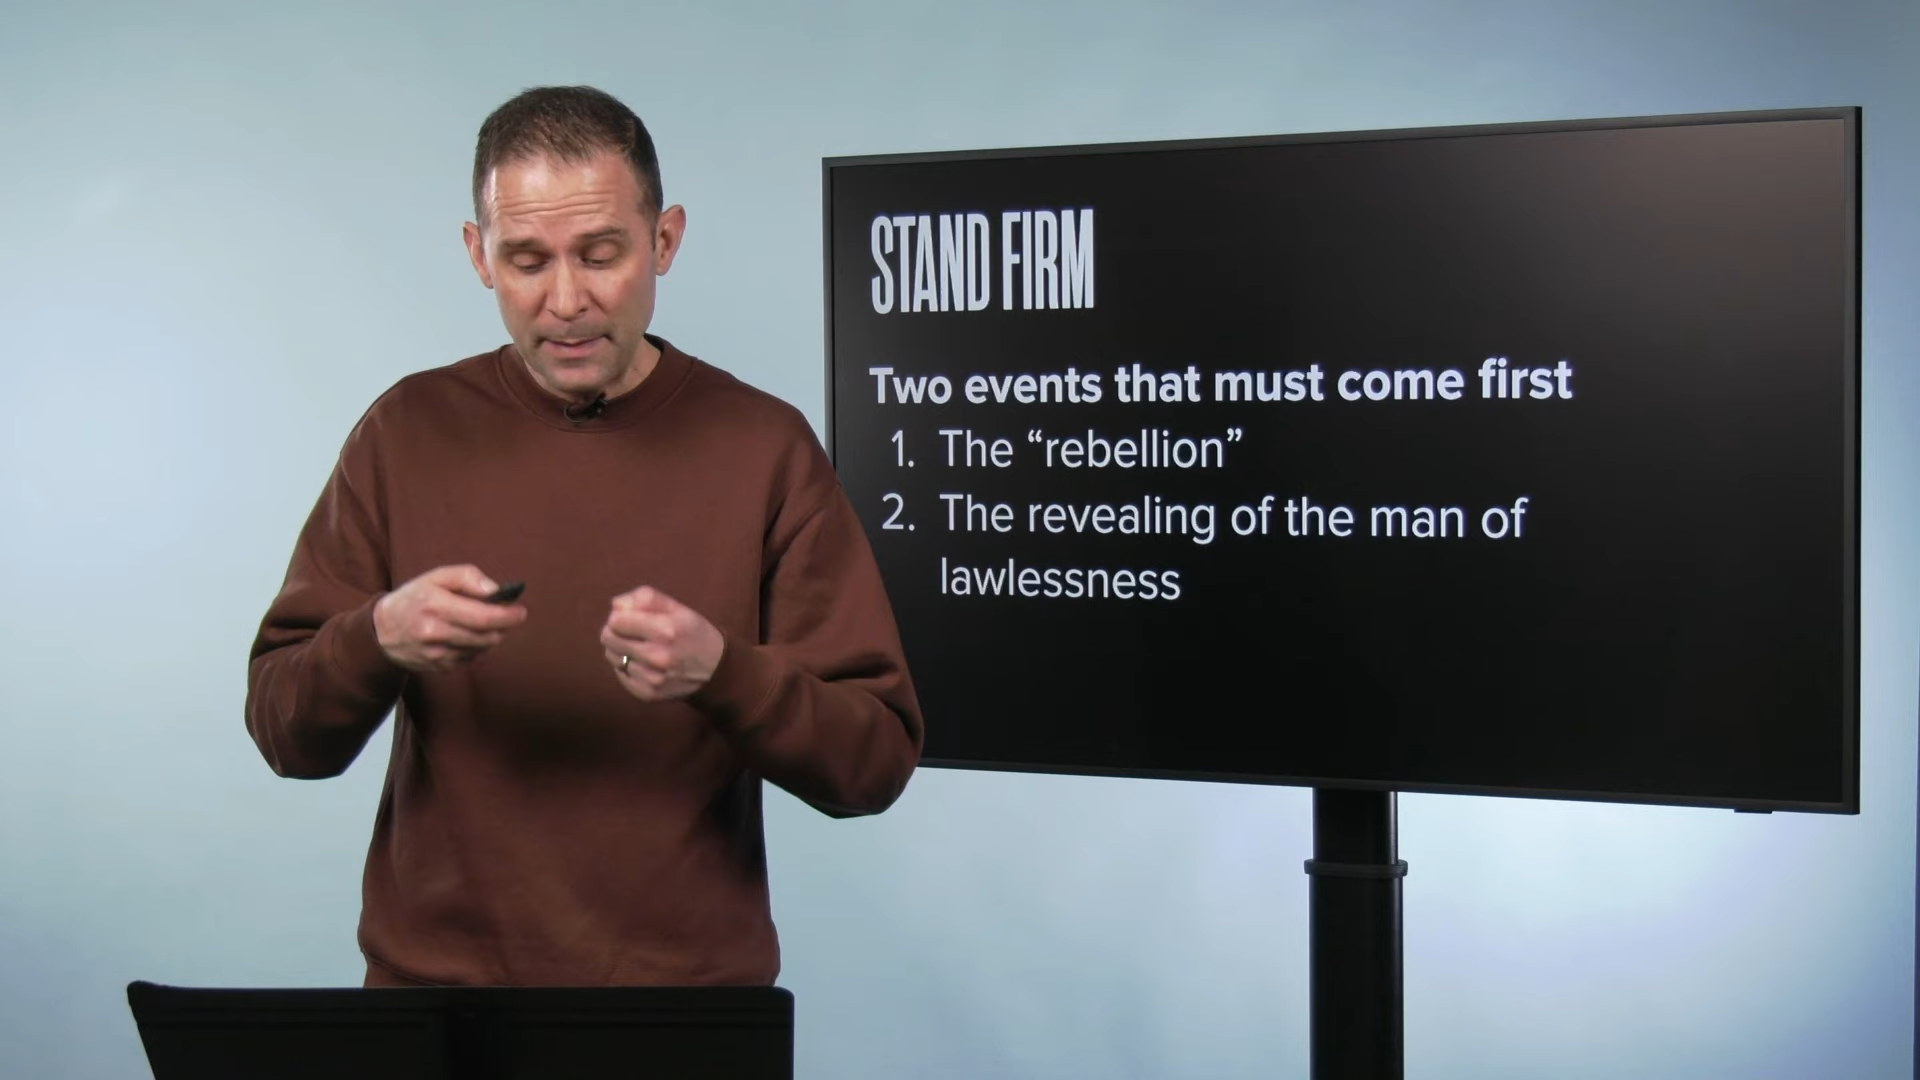 STAND FIRM
Two events that must come first
1. The “rebellion”
2. The revealing of the man of
lawlessness